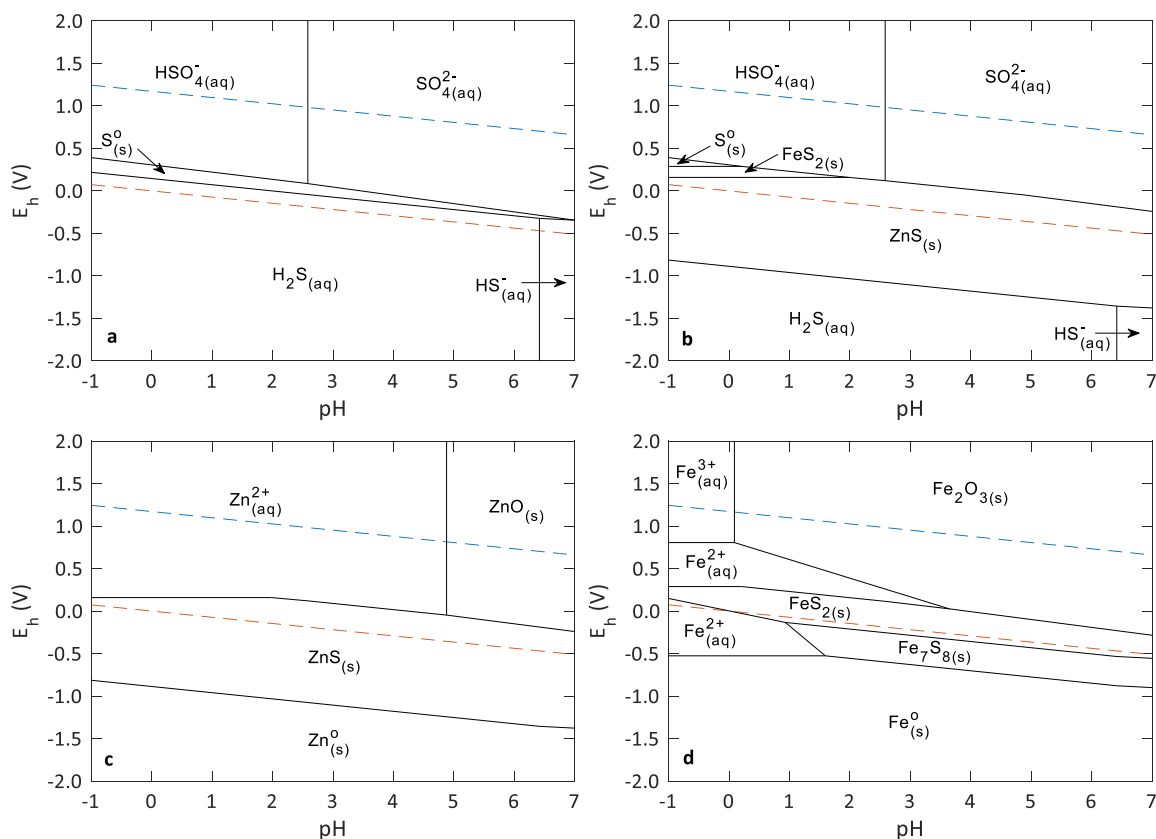 2.0
1.5
1.0
0.5
0.0
-0.5
-1.0
-1.5
-2.0
E_h (V)
HSO⁻₄(aq)
SO²⁻₄(aq)
Sº(s)
H₂S(aq)
HS⁻(aq)
a
-1 0 1 2 3 4 5 6 7
pH
2.0
1.5
1.0
0.5
0.0
-0.5
-1.0
-1.5
-2.0
E_h (V)
HSO⁻₄(aq)
SO²⁻₄(aq)
Sº(s)
FeS₂(s)
ZnS(s)
H₂S(aq)
HS⁻(aq)
b
-1 0 1 2 3 4 5 6 7
pH
2.0
1.5
1.0
0.5
0.0
-0.5
-1.0
-1.5
-2.0
E_h (V)
Zn²⁺(aq)
ZnO(s)
ZnS(s)
Znº(s)
c
-1 0 1 2 3 4 5 6 7
pH
2.0
1.5
1.0
0.5
0.0
-0.5
-1.0
-1.5
-2.0
E_h (V)
Fe³⁺(aq)
Fe₂O₃(s)
Fe²⁺(aq)
FeS₂(s)
Fe²⁺(aq)
Fe₇S₈(s)
Feº(s)
d
-1 0 1 2 3 4 5 6 7
pH